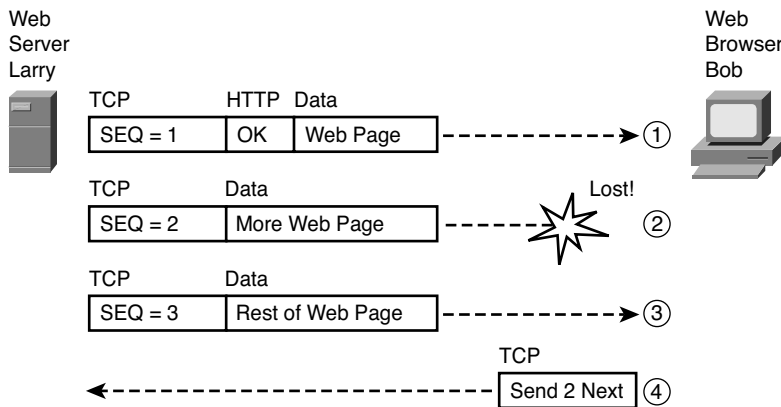 Web
Server
Larry
Web
Browser
Bob
TCP HTTP Data
SEQ = 1 OK Web Page 1
TCP Data Lost!
SEQ = 2 More Web Page 2
TCP Data
SEQ = 3 Rest of Web Page 3
TCP
Send 2 Next 4